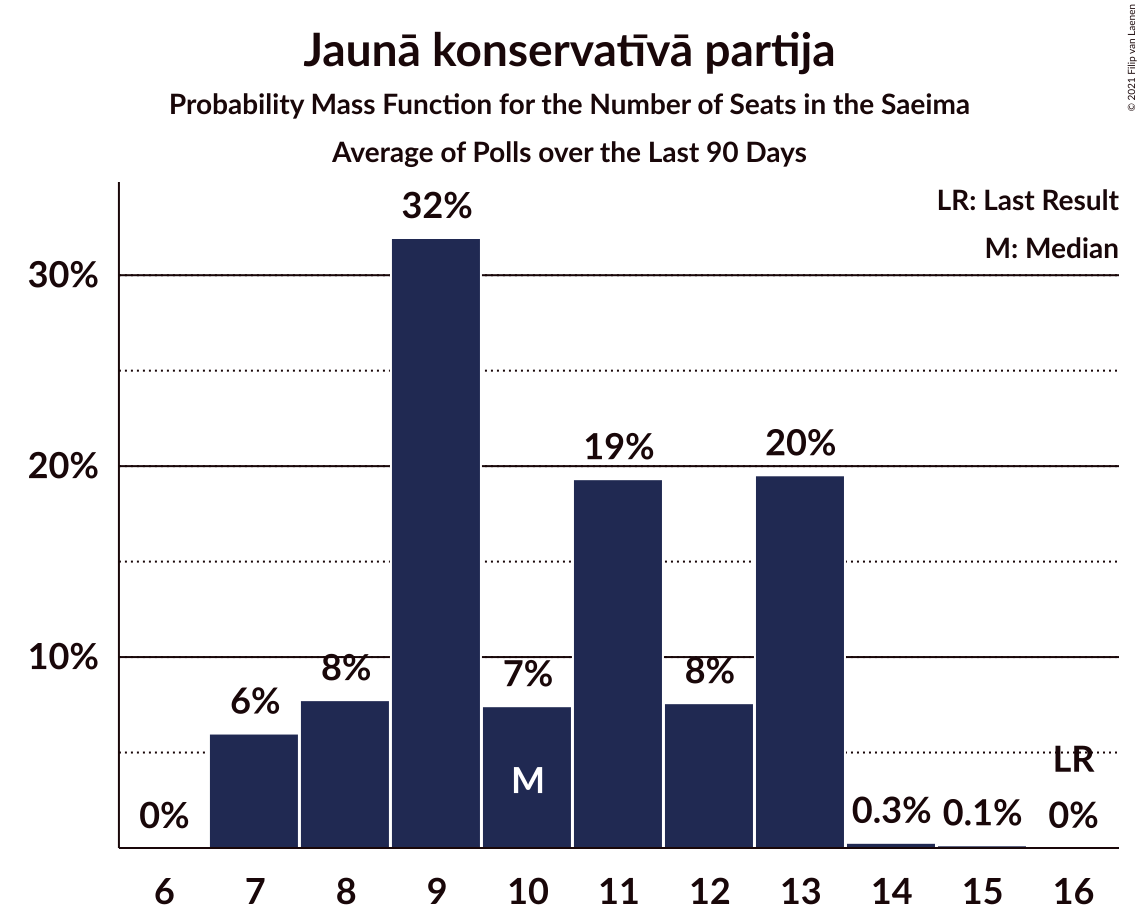 Jaunā konservatīvā partija
Probability Mass Function for the Number of Seats in the Saeima
Average of Polls over the Last 90 Days
© 2021 Filip van Laenen
LR: Last Result
M: Median
30%
20%
10%
0%
6%
8%
32%
7%
19%
8%
20%
0.3%
0.1%
0%
LR
M
6 7 8 9 10 11 12 13 14 15 16